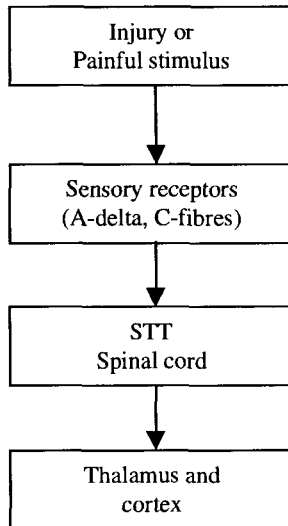 Injury or
Painful stimulus
Sensory receptors
(A-delta, C-fibres)
STT
Spinal cord
Thalamus and
cortex